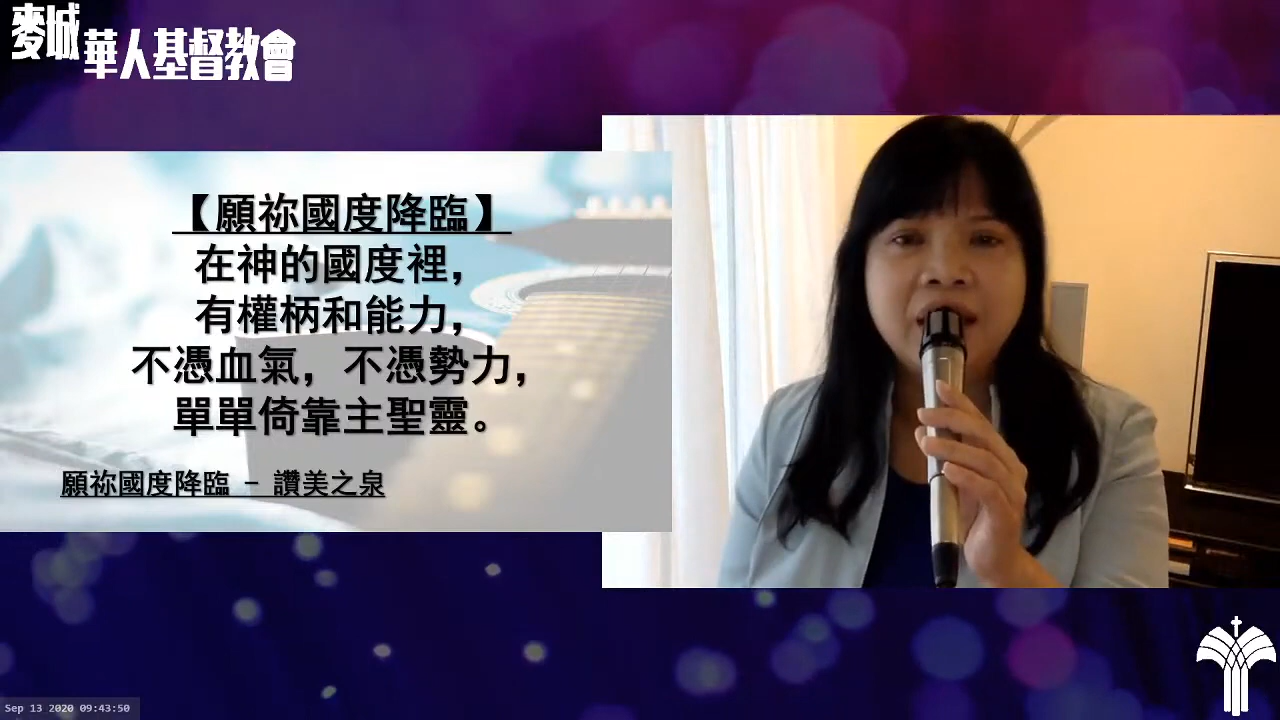 麥城
華人基督教會
【願祢國度降臨】
在神的國度裡，
有權柄和能力，
不憑血氣，不憑勢力，
單單倚靠主聖靈。
願祢國度降臨 - 讚美之泉
Sep 13 2020 09:43:50